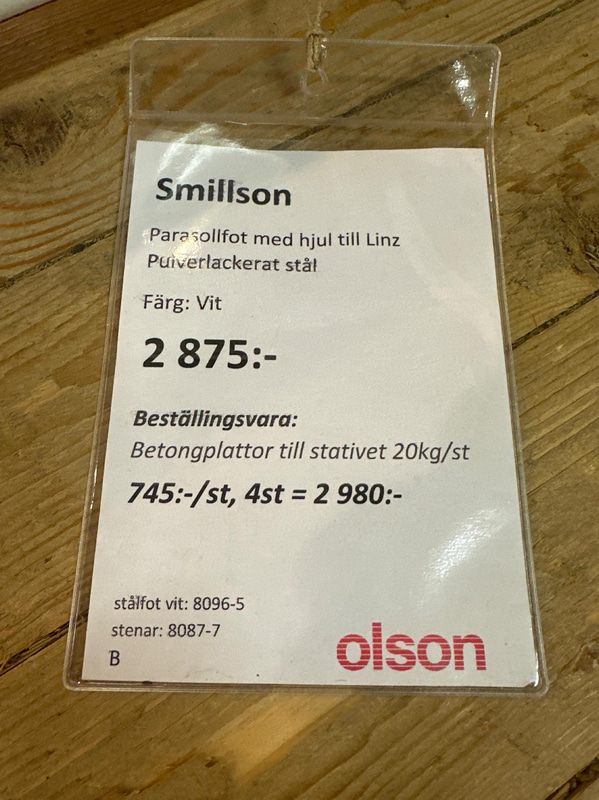 Smillson
Parasollfot med hjul till Linz
Pulverlackerat stål
Färg: Vit
2 875:-
Beställingsvara:
Betongplattor till stativet 20kg/st
745:-/st, 4st = 2 980:-
stålfot vit: 8096-5
stenar: 8087-7
B
olson